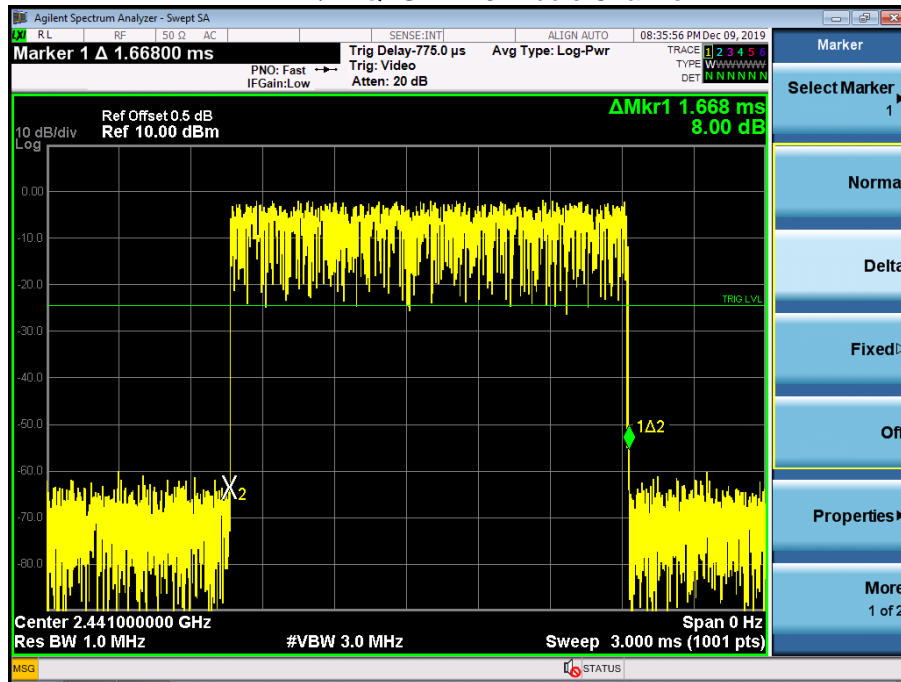 Agilent Spectrum Analyzer - Swept SA
LXI RL RF 50 Ω AC SENSE:INT ALIGN AUTO 08:35:56 PM Dec 09, 2019
Marker 1 Δ 1.66800 ms
PNO: Fast
IFGain:Low
Trig Delay-775.0 µs
Trig: Video
Atten: 20 dB
Avg Type: Log-Pwr
TRACE 1 2 3 4 5 6
TYPE WWWWWWW
DET N N N N N N
ΔMkr1 1.668 ms
8.00 dB
Ref Offset 0.5 dB
10 dB/div Ref 10.00 dBm
Log
0.00
-10.0
-20.0
TRIG LVL
-30.0
-40.0
-50.0
1Δ2
-60.0
2
-70.0
-80.0
Center 2.441000000 GHz Span 0 Hz
Res BW 1.0 MHz #VBW 3.0 MHz Sweep 3.000 ms (1001 pts)
MSG STATUS
Marker
Select Marker
1
Norma
Delta
Fixed
Off
Properties
More
1 of 2